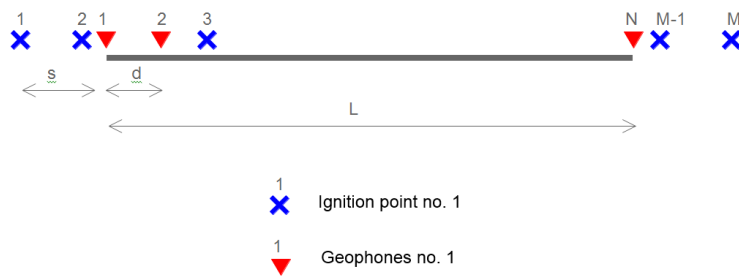 1 2 1 2 3 N M-1 M
s d
L
1
Ignition point no. 1
1
Geophones no. 1